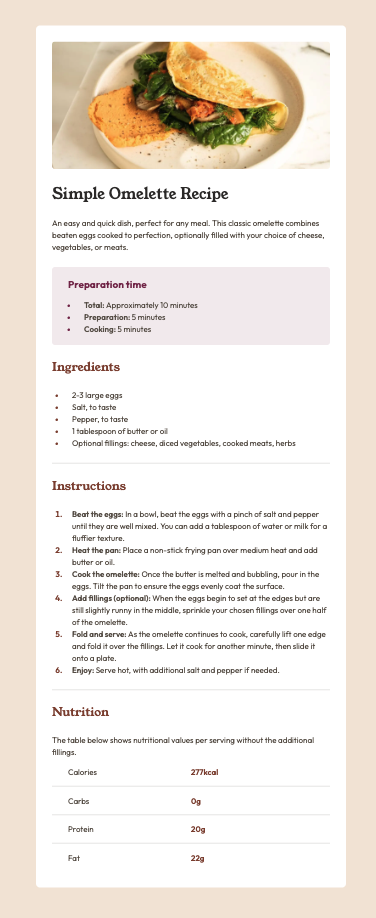 Simple Omelette Recipe
An easy and quick dish, perfect for any meal. This classic omelette combines
beaten eggs cooked to perfection, optionally filled with your choice of cheese,
vegetables, or meats.
Preparation time
• Total: Approximately 10 minutes
• Preparation: 5 minutes
• Cooking: 5 minutes
Ingredients
• 2-3 large eggs
• Salt, to taste
• Pepper, to taste
• 1 tablespoon of butter or oil
• Optional fillings: cheese, diced vegetables, cooked meats, herbs
Instructions
1. Beat the eggs: In a bowl, beat the eggs with a pinch of salt and pepper
until they are well mixed. You can add a tablespoon of water or milk for a
fluffier texture.
2. Heat the pan: Place a non-stick frying pan over medium heat and add
butter or oil.
3. Cook the omelette: Once the butter is melted and bubbling, pour in the
eggs. Tilt the pan to ensure the eggs evenly coat the surface.
4. Add fillings (optional): When the eggs begin to set at the edges but are
still slightly runny in the middle, sprinkle your chosen fillings over one half
of the omelette.
5. Fold and serve: As the omelette continues to cook, carefully lift one edge
and fold it over the fillings. Let it cook for another minute, then slide it
onto a plate.
6. Enjoy: Serve hot, with additional salt and pepper if needed.
Nutrition
The table below shows nutritional values per serving without the additional
fillings.
Calories 277kcal
Carbs 0g
Protein 20g
Fat 22g